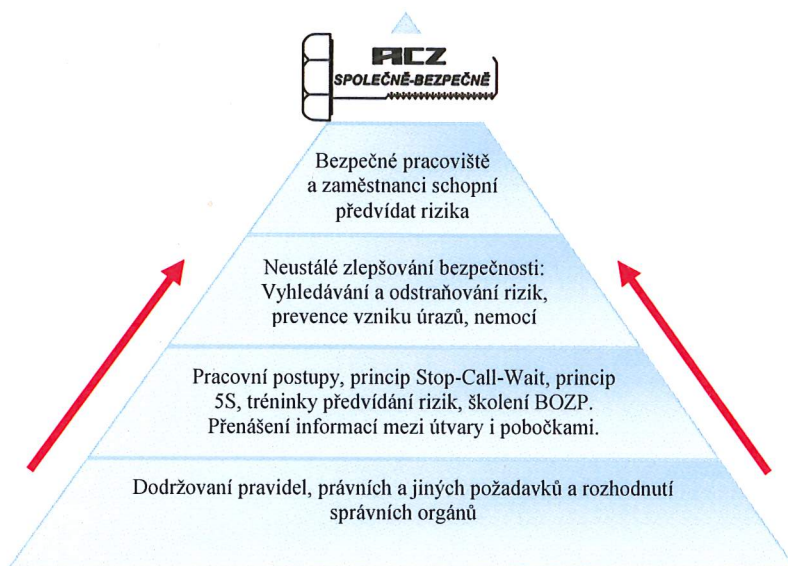 ACZ
SPOLEČNĚ-BEZPEČNĚ
Bezpečné pracoviště
a zaměstnanci schopní
předvídat rizika
Neustálé zlepšování bezpečnosti:
Vyhledávání a odstraňování rizik,
prevence vzniku úrazů, nemocí
Pracovní postupy, princip Stop-Call-Wait, princip
5S, tréninky předvídání rizik, školení BOZP.
Přenášení informací mezi útvary i pobočkami.
Dodržovaní pravidel, právních a jiných požadavků a rozhodnutí
správních orgánů